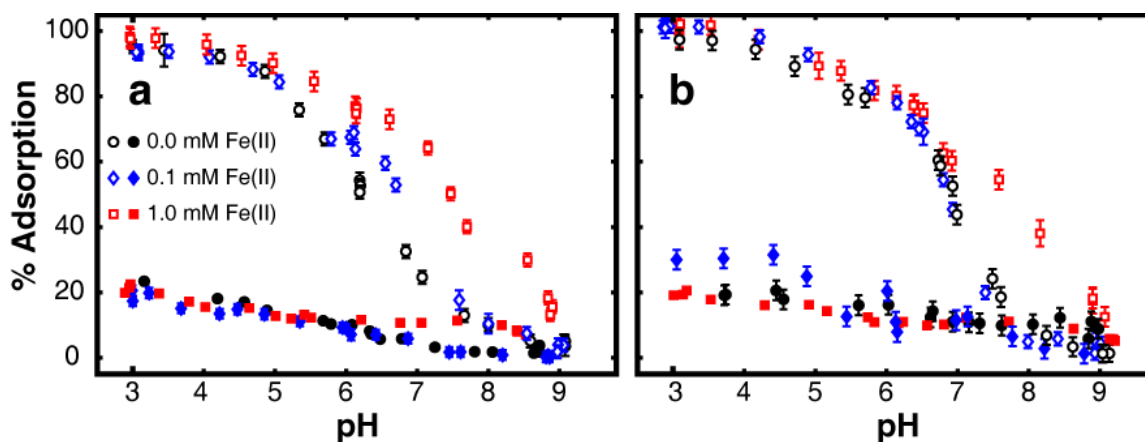 % Adsorption
100
80
60
40
20
0
a
0.0 mM Fe(II)
0.1 mM Fe(II)
1.0 mM Fe(II)
3 4 5 6 7 8 9
pH
b
3 4 5 6 7 8 9
pH